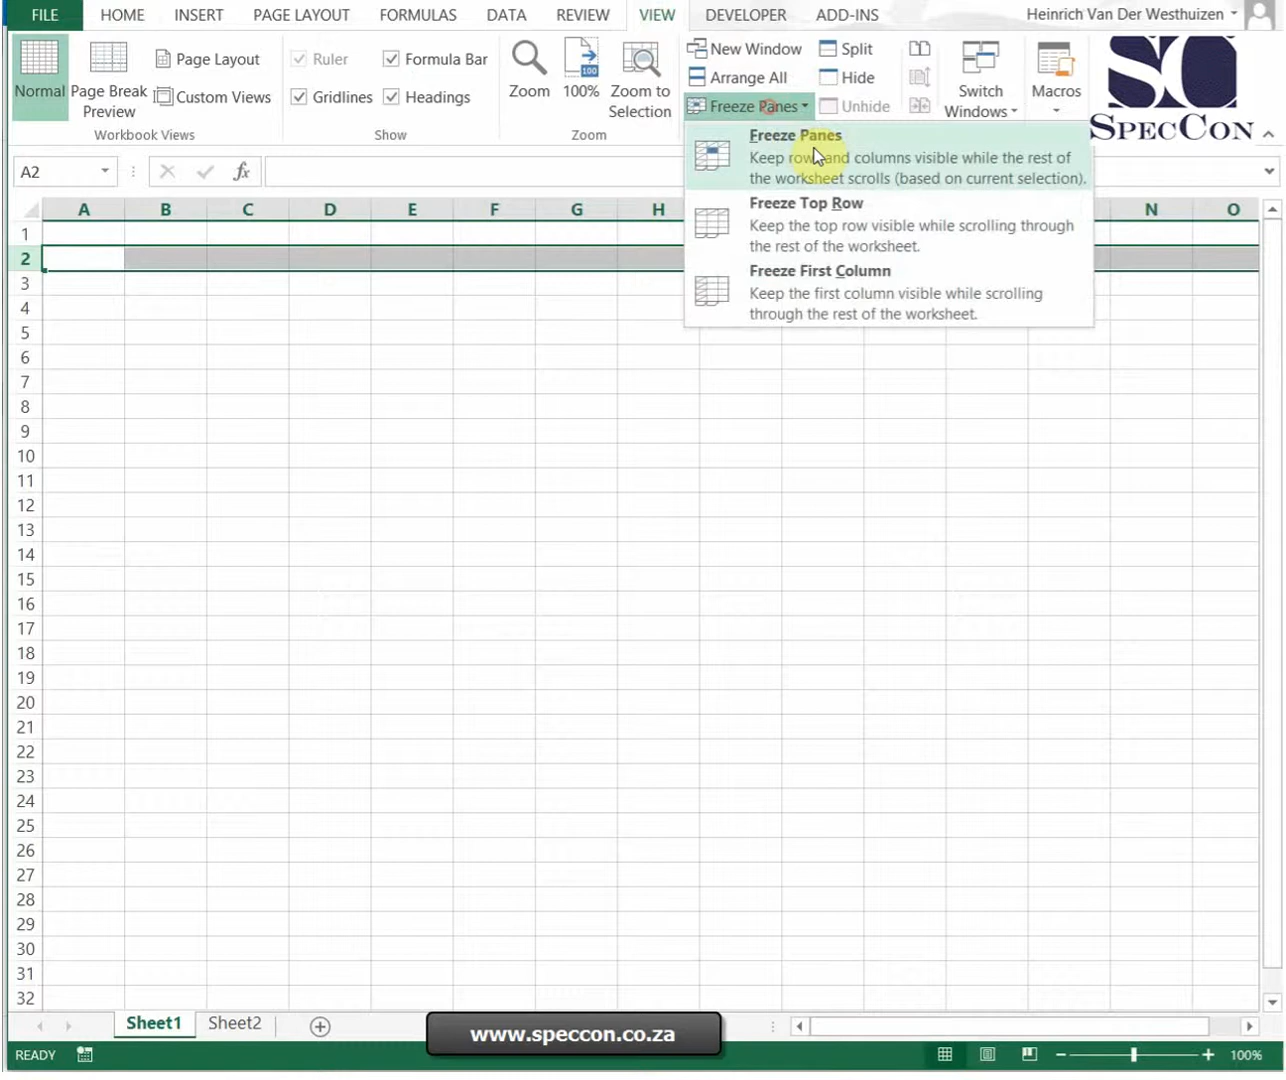 FILE HOME INSERT PAGE LAYOUT FORMULAS DATA REVIEW VIEW DEVELOPER ADD-INS Heinrich Van Der Westhuizen
Normal
Page Break
Preview
Page Layout
Custom Views
Workbook Views
Ruler
Formula Bar
Gridlines
Headings
Show
Zoom
100
100%
Zoom to
Selection
Zoom
New Window
Arrange All
Freeze Panes
Split
Hide
Unhide
Switch
Windows
Macros
SC
SPECCON
Freeze Panes
Keep rows and columns visible while the rest of
the worksheet scrolls (based on current selection).
Freeze Top Row
Keep the top row visible while scrolling through
the rest of the worksheet.
Freeze First Column
Keep the first column visible while scrolling
through the rest of the worksheet.
A2 fx
A B C D E F G H N O
1
2
3
4
5
6
7
8
9
10
11
12
13
14
15
16
17
18
19
20
21
22
23
24
25
26
27
28
29
30
31
32
Sheet1 Sheet2
www.speccon.co.za
READY 100%